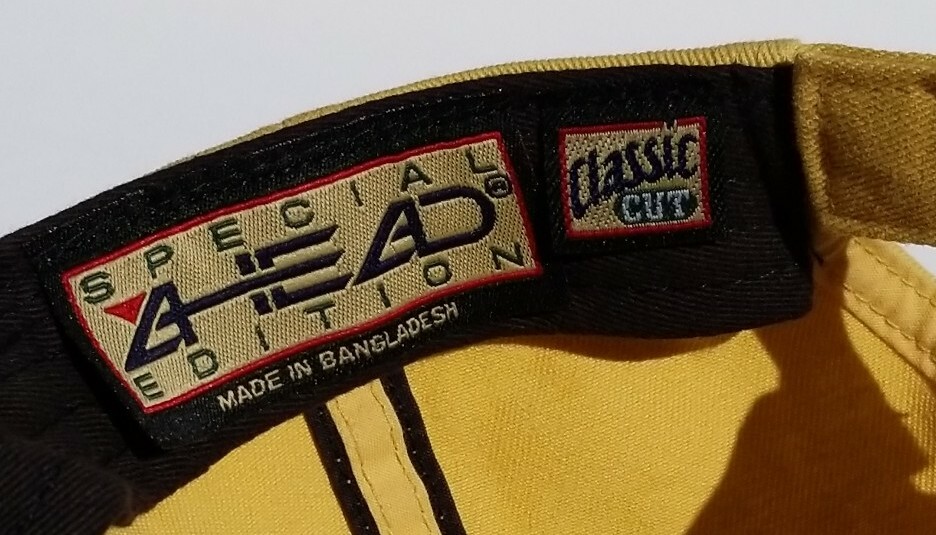 SPECIAL
AHEAD®
EDITION
MADE IN BANGLADESH
Classic
CUT